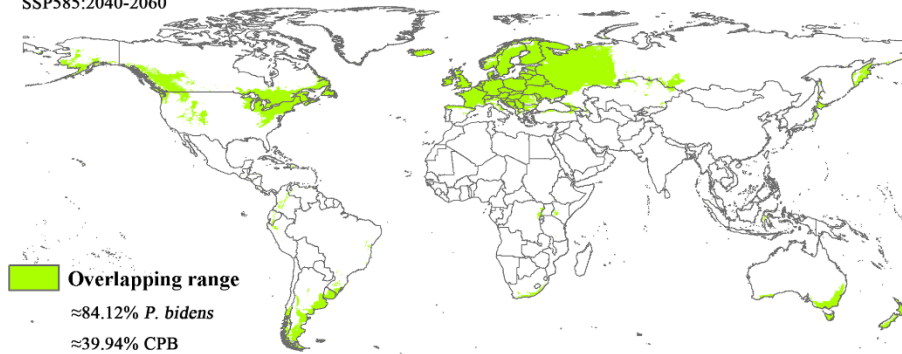 SSP585:2040-2060
Overlapping range
≈84.12% P. bidens
≈39.94% CPB